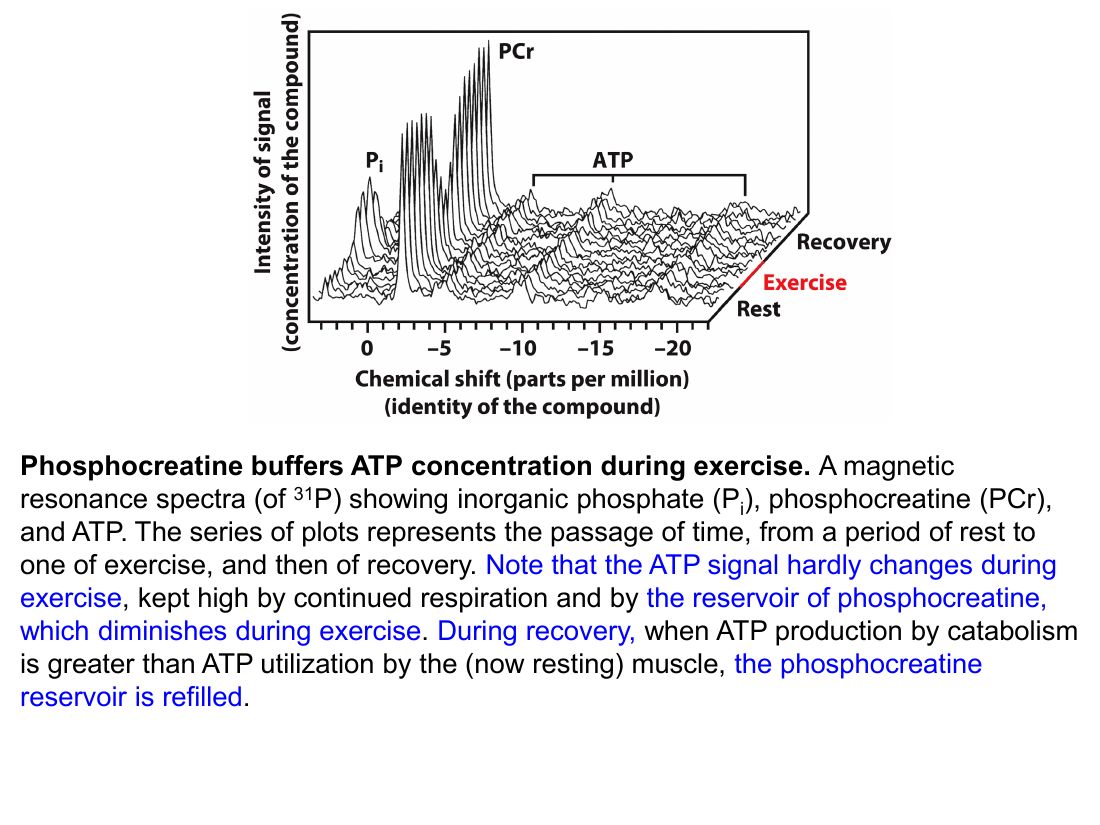 Intensity of signal
(concentration of the compound)
PCr
Pi
ATP
Recovery
Exercise
Rest
0 –5 –10 –15 –20
Chemical shift (parts per million)
(identity of the compound)
Phosphocreatine buffers ATP concentration during exercise. A magnetic
resonance spectra (of ³¹P) showing inorganic phosphate (Pi), phosphocreatine (PCr),
and ATP. The series of plots represents the passage of time, from a period of rest to
one of exercise, and then of recovery. Note that the ATP signal hardly changes during
exercise, kept high by continued respiration and by the reservoir of phosphocreatine,
which diminishes during exercise. During recovery, when ATP production by catabolism
is greater than ATP utilization by the (now resting) muscle, the phosphocreatine
reservoir is refilled.